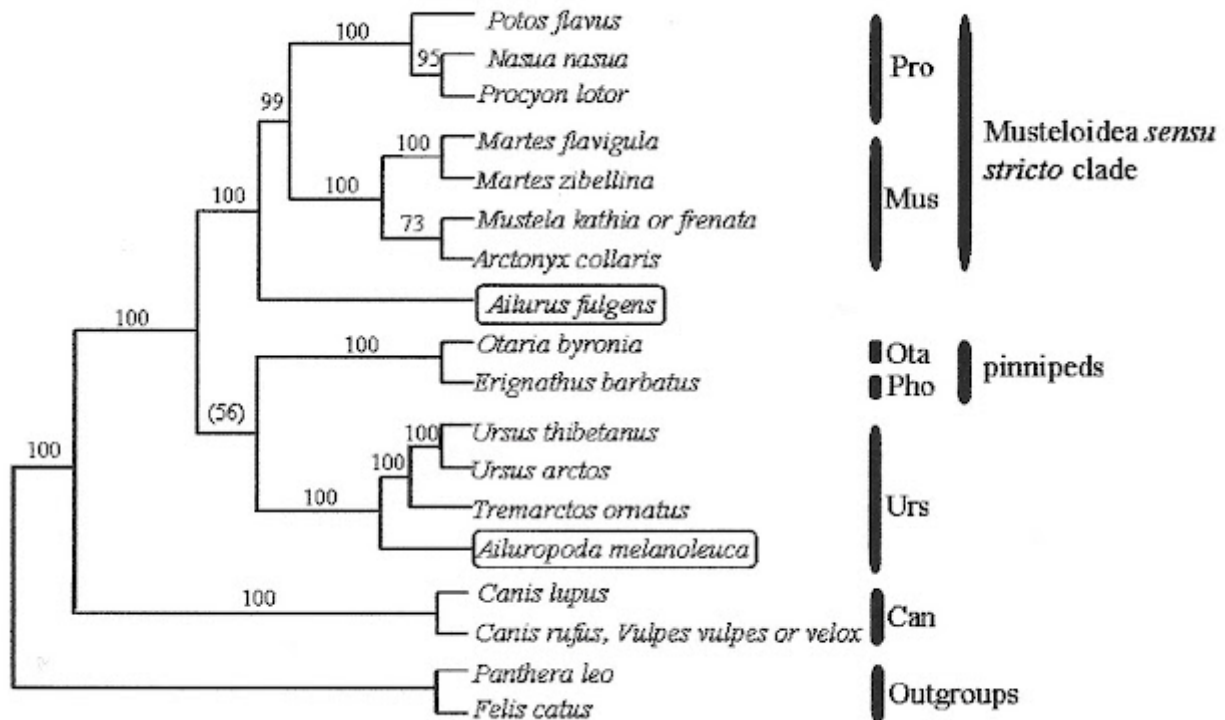 Potos flavus
100
95
Nasua nasua
Pro
Procyon lotor
99
Musteloidea sensu
stricto clade
100
Martes flavigula
Martes zibellina
100
100
Mus
73
Mustela kathia or frenata
Arctonyx collaris
Ailurus fulgens
100
100
Otaria byronia
Ota
pinnipeds
Erignathus barbatus
Pho
(56)
100
Ursus thibetanus
100
100
Ursus arctos
100
Tremarctos ornatus
Urs
Ailuropoda melanoleuca
100
Canis lupus
Can
Canis rufus, Vulpes vulpes or velox
Panthera leo
Outgroups
Felis catus